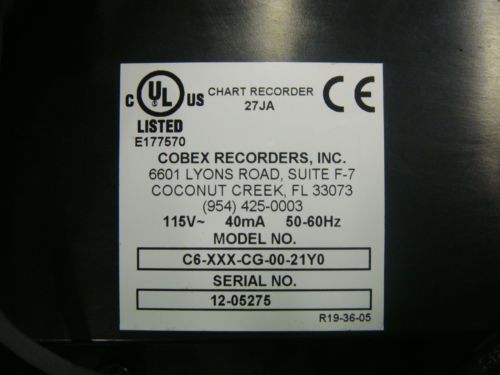 C UL US
CHART RECORDER
27JA
CE
LISTED
E177570
COBEX RECORDERS, INC.
6601 LYONS ROAD, SUITE F-7
COCONUT CREEK, FL 33073
(954) 425-0003
115V~ 40mA 50-60Hz
MODEL NO.
C6-XXX-CG-00-21Y0
SERIAL NO.
12-05275
R19-36-05